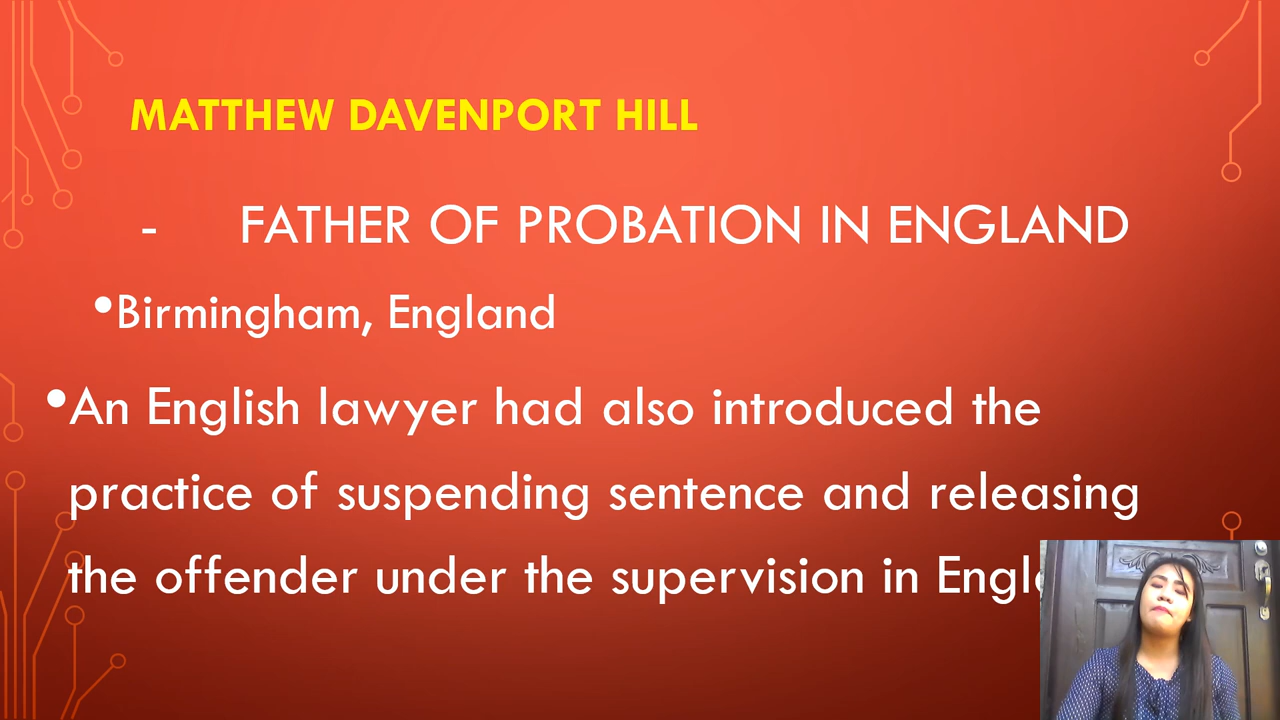 MATTHEW DAVENPORT HILL
- FATHER OF PROBATION IN ENGLAND
•Birmingham, England
•An English lawyer had also introduced the
practice of suspending sentence and releasing
the offender under the supervision in